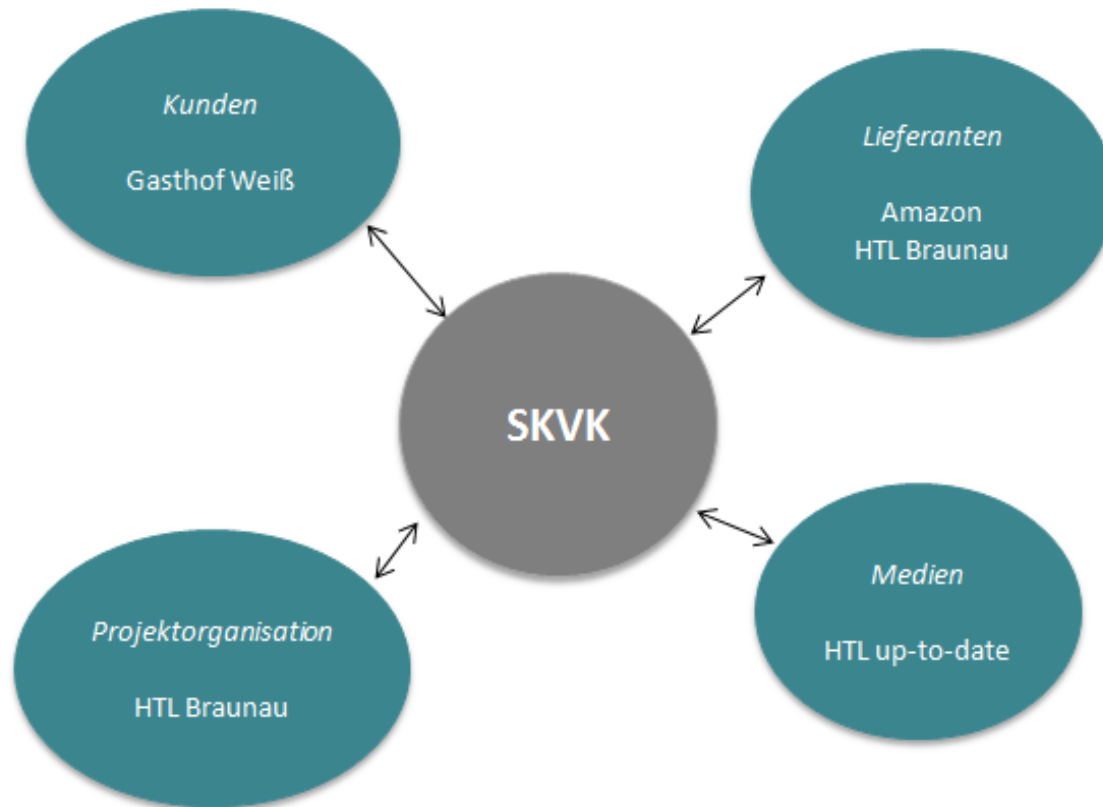 Kunden
Gasthof Weiß
Lieferanten
Amazon
HTL Braunau
SKVK
Projektorganisation
HTL Braunau
Medien
HTL up-to-date